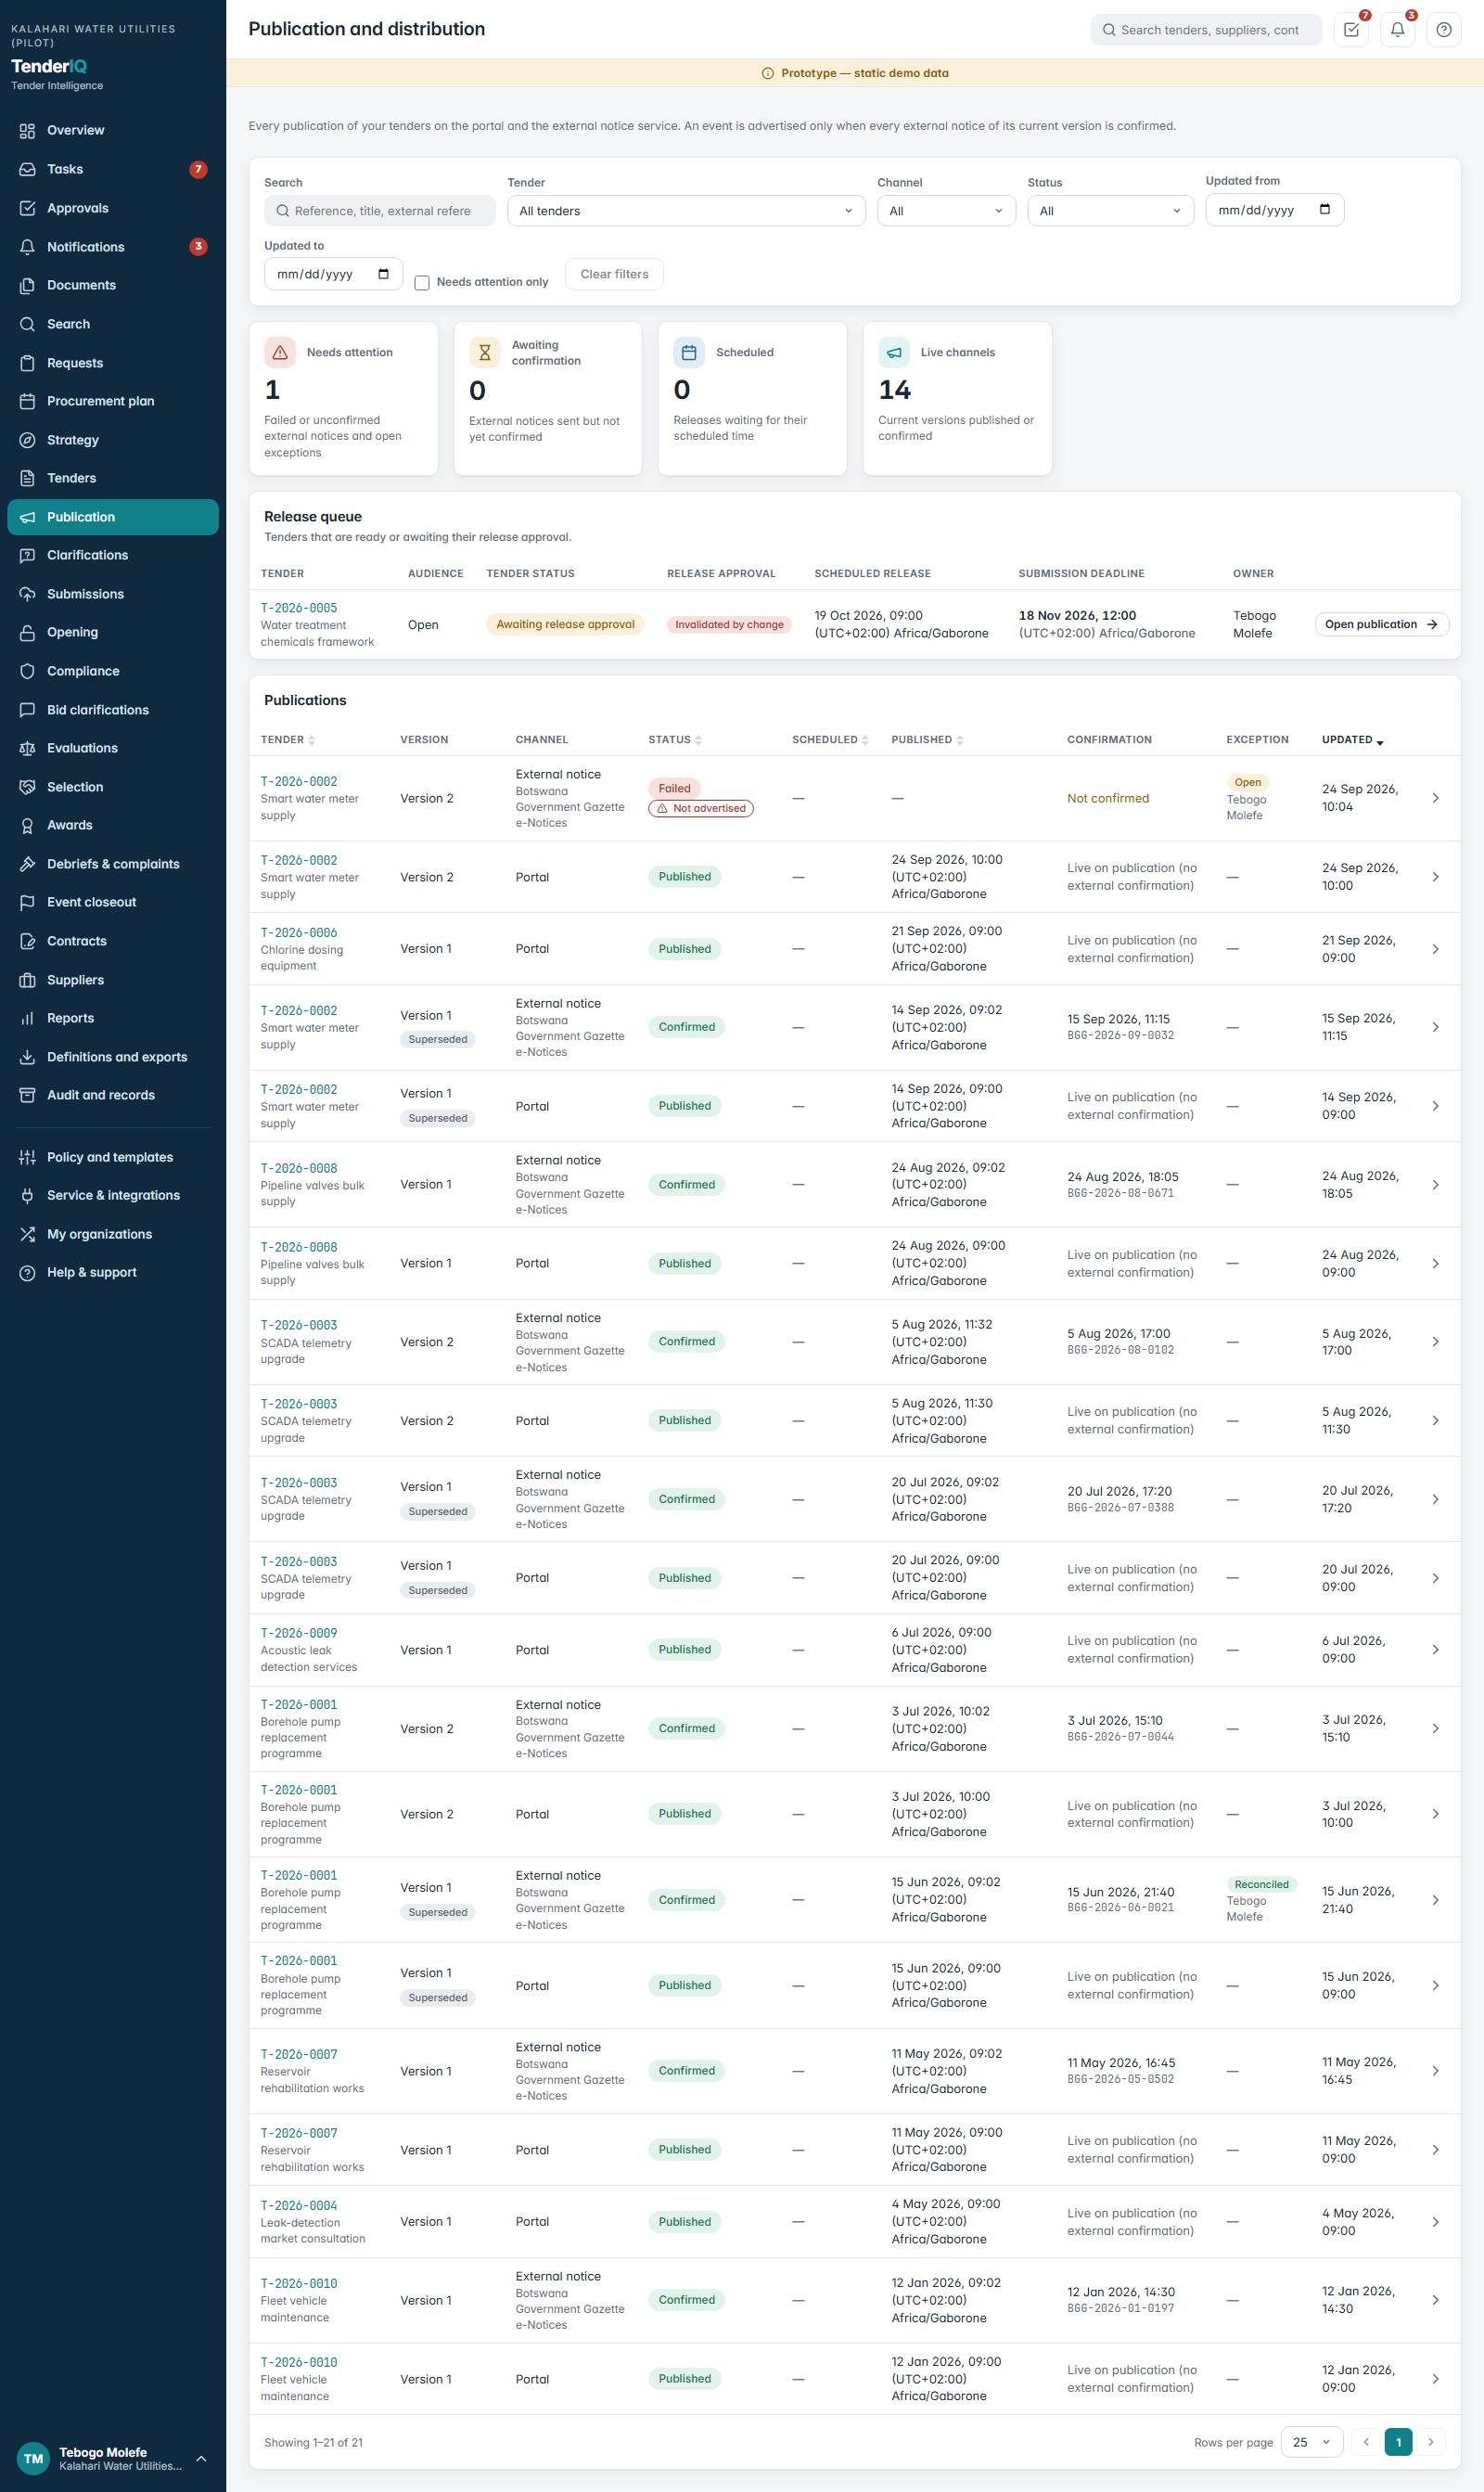 KALAHARI WATER UTILITIES
(PILOT)
TenderIQ
Tender Intelligence
Overview
Tasks 7
Approvals
Notifications 3
Documents
Search
Requests
Procurement plan
Strategy
Tenders
Publication
Clarifications
Submissions
Opening
Compliance
Bid clarifications
Evaluations
Selection
Awards
Debriefs & complaints
Event closeout
Contracts
Suppliers
Reports
Definitions and exports
Audit and records
Policy and templates
Service & integrations
My organizations
Help & support
TM
Tebogo Molefe
Kalahari Water Utilities...
Publication and distribution
Search tenders, suppliers, cont
7
3
Prototype — static demo data
Every publication of your tenders on the portal and the external notice service. An event is advertised only when every external notice of its current version is confirmed.
Search
Reference, title, external refere
Tender
All tenders
Channel
All
Status
All
Updated from
mm/dd/yyyy
Updated to
mm/dd/yyyy
Needs attention only
Clear filters
Needs attention
1
Failed or unconfirmed
external notices and open
exceptions
Awaiting
confirmation
0
External notices sent but not
yet confirmed
Scheduled
0
Releases waiting for their
scheduled time
Live channels
14
Current versions published or
confirmed
Release queue
Tenders that are ready or awaiting their release approval.
TENDER AUDIENCE TENDER STATUS RELEASE APPROVAL SCHEDULED RELEASE SUBMISSION DEADLINE OWNER
T-2026-0005
Water treatment
chemicals framework
Open
Awaiting release approval
Invalidated by change
19 Oct 2026, 09:00
(UTC+02:00) Africa/Gaborone
18 Nov 2026, 12:00
(UTC+02:00) Africa/Gaborone
Tebogo
Molefe
Open publication
Publications
TENDER VERSION CHANNEL STATUS SCHEDULED PUBLISHED CONFIRMATION EXCEPTION UPDATED
T-2026-0002
Smart water meter
supply
Version 2
External notice
Botswana
Government Gazette
e-Notices
Failed
Not advertised
—
—
Not confirmed
Open
Tebogo
Molefe
24 Sep 2026,
10:04
T-2026-0002
Smart water meter
supply
Version 2
Portal
Published
—
24 Sep 2026, 10:00
(UTC+02:00)
Africa/Gaborone
Live on publication (no
external confirmation)
—
24 Sep 2026,
10:00
T-2026-0006
Chlorine dosing
equipment
Version 1
Portal
Published
—
21 Sep 2026, 09:00
(UTC+02:00)
Africa/Gaborone
Live on publication (no
external confirmation)
—
21 Sep 2026,
09:00
T-2026-0002
Smart water meter
supply
Version 1
Superseded
External notice
Botswana
Government Gazette
e-Notices
Confirmed
—
14 Sep 2026, 09:02
(UTC+02:00)
Africa/Gaborone
15 Sep 2026, 11:15
BGG-2026-09-0032
—
15 Sep 2026,
11:15
T-2026-0002
Smart water meter
supply
Version 1
Superseded
Portal
Published
—
14 Sep 2026, 09:00
(UTC+02:00)
Africa/Gaborone
Live on publication (no
external confirmation)
—
14 Sep 2026,
09:00
T-2026-0008
Pipeline valves bulk
supply
Version 1
External notice
Botswana
Government Gazette
e-Notices
Confirmed
—
24 Aug 2026, 09:02
(UTC+02:00)
Africa/Gaborone
24 Aug 2026, 18:05
BGG-2026-08-0671
—
24 Aug 2026,
18:05
T-2026-0008
Pipeline valves bulk
supply
Version 1
Portal
Published
—
24 Aug 2026, 09:00
(UTC+02:00)
Africa/Gaborone
Live on publication (no
external confirmation)
—
24 Aug 2026,
09:00
T-2026-0003
SCADA telemetry
upgrade
Version 2
External notice
Botswana
Government Gazette
e-Notices
Confirmed
—
5 Aug 2026, 11:32
(UTC+02:00)
Africa/Gaborone
5 Aug 2026, 17:00
BGG-2026-08-0102
—
5 Aug 2026,
17:00
T-2026-0003
SCADA telemetry
upgrade
Version 2
Portal
Published
—
5 Aug 2026, 11:30
(UTC+02:00)
Africa/Gaborone
Live on publication (no
external confirmation)
—
5 Aug 2026,
11:30
T-2026-0003
SCADA telemetry
upgrade
Version 1
Superseded
External notice
Botswana
Government Gazette
e-Notices
Confirmed
—
20 Jul 2026, 09:02
(UTC+02:00)
Africa/Gaborone
20 Jul 2026, 17:20
BGG-2026-07-0388
—
20 Jul 2026,
17:20
T-2026-0003
SCADA telemetry
upgrade
Version 1
Superseded
Portal
Published
—
20 Jul 2026, 09:00
(UTC+02:00)
Africa/Gaborone
Live on publication (no
external confirmation)
—
20 Jul 2026,
09:00
T-2026-0009
Acoustic leak
detection services
Version 1
Portal
Published
—
6 Jul 2026, 09:00
(UTC+02:00)
Africa/Gaborone
Live on publication (no
external confirmation)
—
6 Jul 2026,
09:00
T-2026-0001
Borehole pump
replacement
programme
Version 2
External notice
Botswana
Government Gazette
e-Notices
Confirmed
—
3 Jul 2026, 10:02
(UTC+02:00)
Africa/Gaborone
3 Jul 2026, 15:10
BGG-2026-07-0044
—
3 Jul 2026,
15:10
T-2026-0001
Borehole pump
replacement
programme
Version 2
Portal
Published
—
3 Jul 2026, 10:00
(UTC+02:00)
Africa/Gaborone
Live on publication (no
external confirmation)
—
3 Jul 2026,
10:00
T-2026-0001
Borehole pump
replacement
programme
Version 1
Superseded
External notice
Botswana
Government Gazette
e-Notices
Confirmed
—
15 Jun 2026, 09:02
(UTC+02:00)
Africa/Gaborone
15 Jun 2026, 21:40
BGG-2026-06-0021
Reconciled
Tebogo
Molefe
15 Jun 2026,
21:40
T-2026-0001
Borehole pump
replacement
programme
Version 1
Superseded
Portal
Published
—
15 Jun 2026, 09:00
(UTC+02:00)
Africa/Gaborone
Live on publication (no
external confirmation)
—
15 Jun 2026,
09:00
T-2026-0007
Reservoir
rehabilitation works
Version 1
External notice
Botswana
Government Gazette
e-Notices
Confirmed
—
11 May 2026, 09:02
(UTC+02:00)
Africa/Gaborone
11 May 2026, 16:45
BGG-2026-05-0502
—
11 May 2026,
16:45
T-2026-0007
Reservoir
rehabilitation works
Version 1
Portal
Published
—
11 May 2026, 09:00
(UTC+02:00)
Africa/Gaborone
Live on publication (no
external confirmation)
—
11 May 2026,
09:00
T-2026-0004
Leak-detection
market consultation
Version 1
Portal
Published
—
4 May 2026, 09:00
(UTC+02:00)
Africa/Gaborone
Live on publication (no
external confirmation)
—
4 May 2026,
09:00
T-2026-0010
Fleet vehicle
maintenance
Version 1
External notice
Botswana
Government Gazette
e-Notices
Confirmed
—
12 Jan 2026, 09:02
(UTC+02:00)
Africa/Gaborone
12 Jan 2026, 14:30
BGG-2026-01-0197
—
12 Jan 2026,
14:30
T-2026-0010
Fleet vehicle
maintenance
Version 1
Portal
Published
—
12 Jan 2026, 09:00
(UTC+02:00)
Africa/Gaborone
Live on publication (no
external confirmation)
—
12 Jan 2026,
09:00
Showing 1–21 of 21
Rows per page 25
1